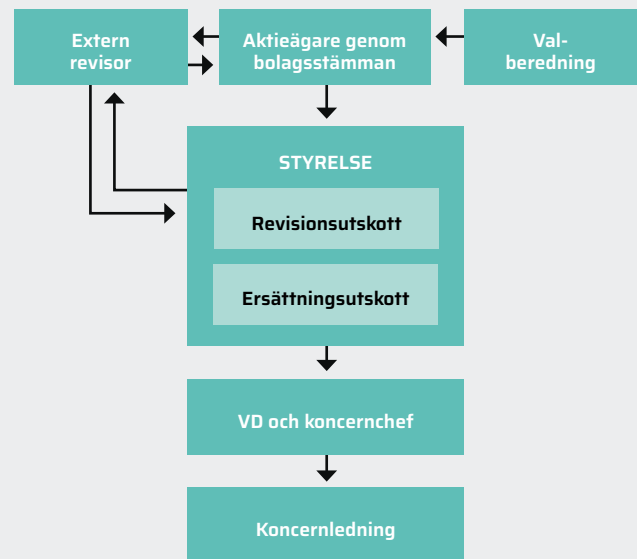 Extern
revisor
Aktieägare genom
bolagsstämman
Val-
beredning
STYRELSE
Revisionsutskott
Ersättningsutskott
VD och koncernchef
Koncernledning